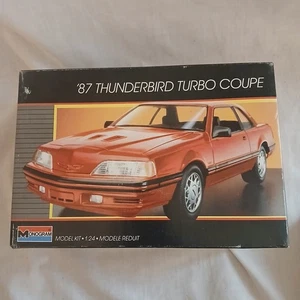 '87 THUNDERBIRD TURBO COUPE
MONOGRAM
MODEL KIT • 1:24 • MODELE REDUIT